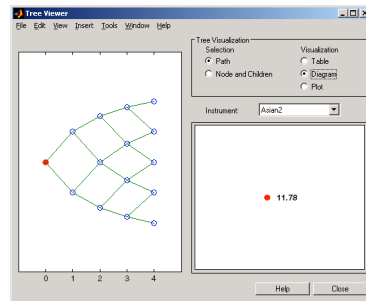 Tree Viewer
File Edit View Insert Tools Window Help
Tree Visualization
Selection
Visualization
Path
Table
Node and Children
Diagram
Plot
Instrument:
Asian2
11.78
0 1 2 3 4
Help
Close